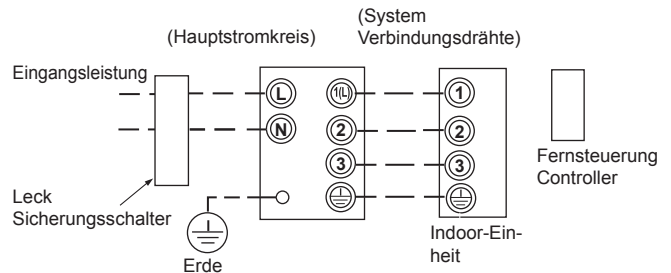 (System
Verbindungsdrähte)
(Hauptstromkreis)
Eingangsleistung
L
1(L)
1
N
2
2
3
3
Fernsteuerung
Controller
Leck
Sicherungsschalter
Indoor-Ein-
heit
Erde